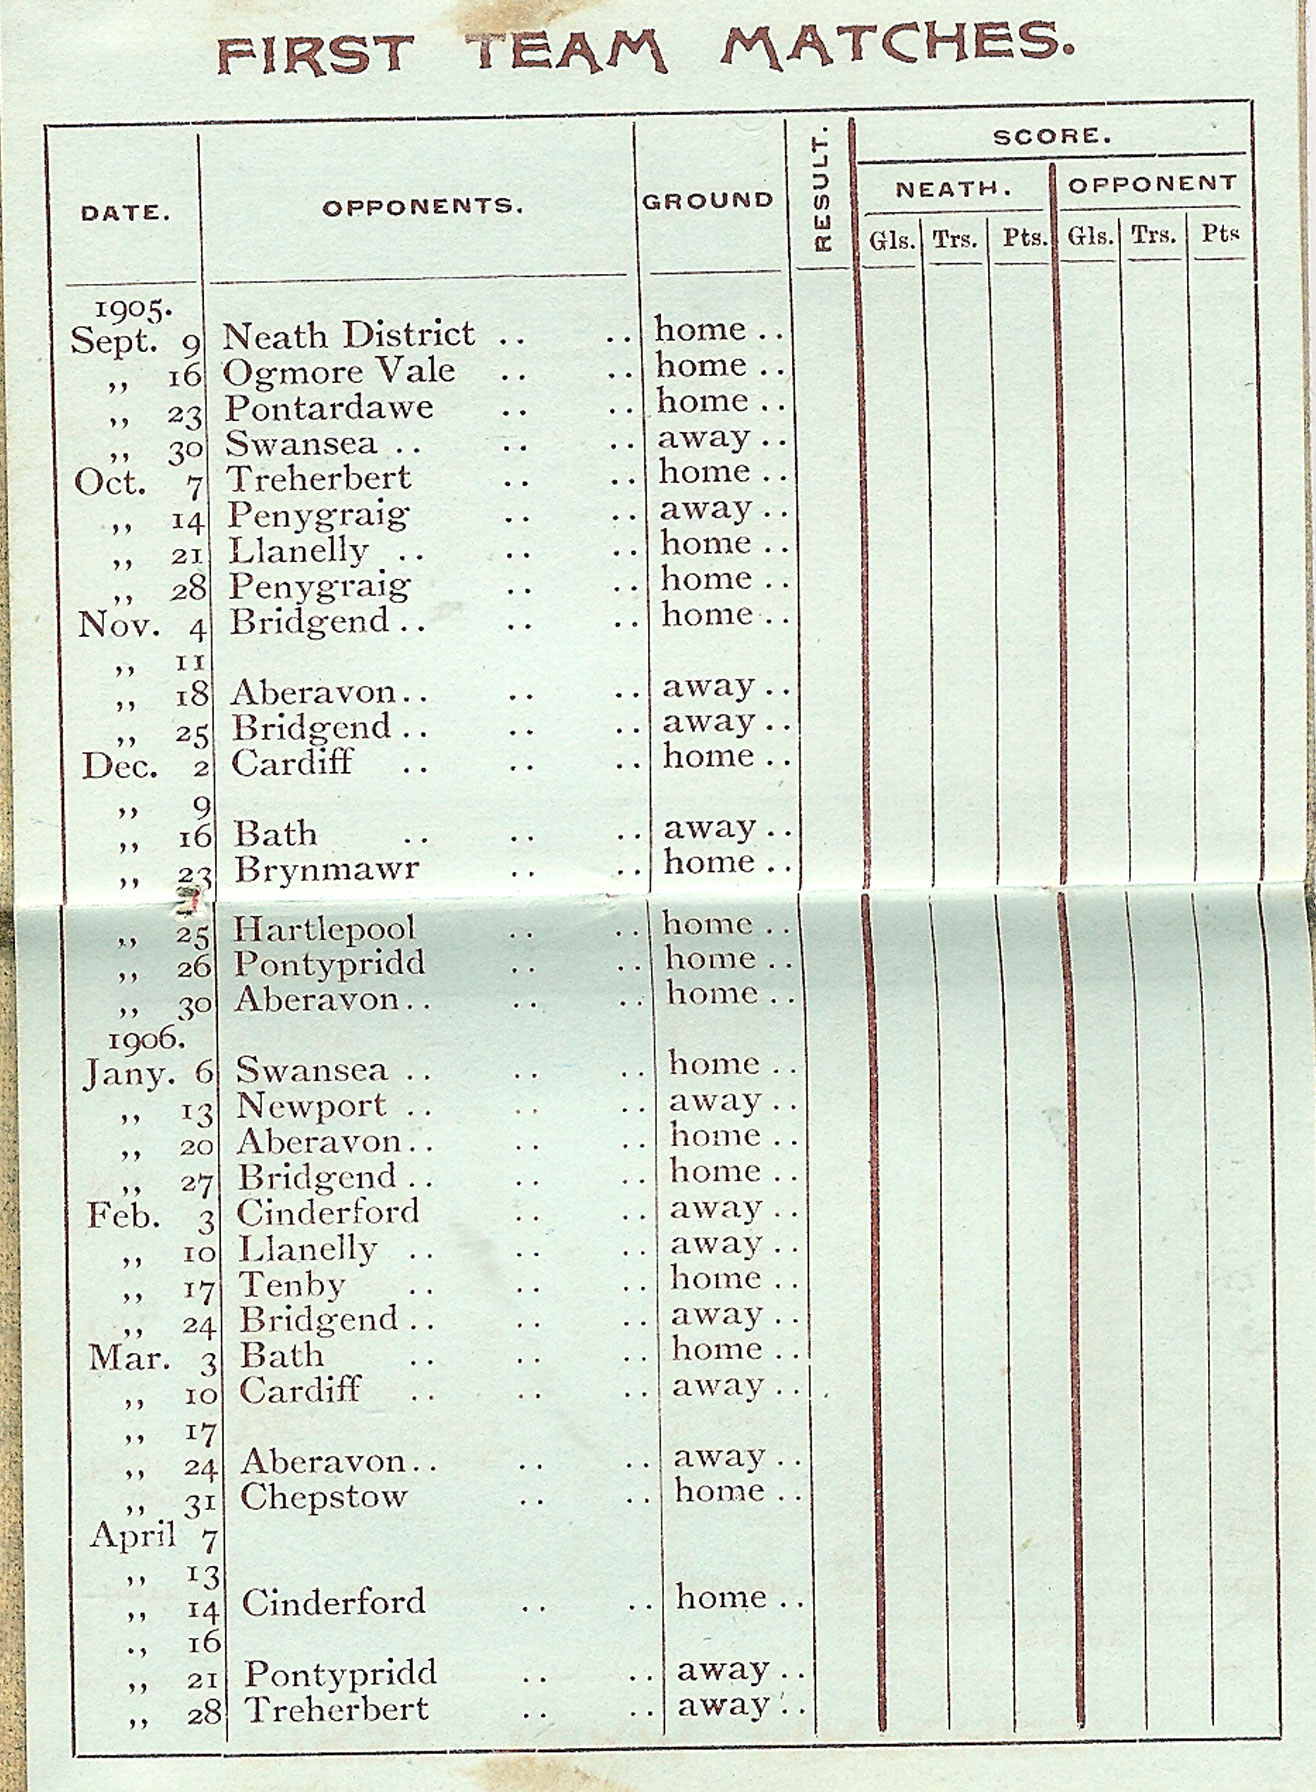 FIRST TEAM MATCHES.
SCORE.
DATE. OPPONENTS. GROUND RESULT. NEATH. OPPONENT
Gls. Trs. Pts. Gls. Trs. Pts
1905.
Sept. 9 Neath District .. .. home ..
,, 16 Ogmore Vale .. .. home ..
,, 23 Pontardawe .. .. home ..
,, 30 Swansea .. .. .. away ..
Oct. 7 Treherbert .. .. home ..
,, 14 Penygraig .. .. away ..
,, 21 Llanelly .. .. .. home ..
,, 28 Penygraig .. .. home ..
Nov. 4 Bridgend .. .. .. home ..
,, 11
,, 18 Aberavon .. .. .. away ..
,, 25 Bridgend .. .. .. away ..
Dec. 2 Cardiff .. .. .. home ..
,, 9
,, 16 Bath .. .. .. away ..
,, 23 Brynmawr .. .. home ..
,, 25 Hartlepool .. .. home ..
,, 26 Pontypridd .. .. home ..
,, 30 Aberavon .. .. .. home ..
1906.
Jany. 6 Swansea .. .. .. home ..
,, 13 Newport .. .. .. away ..
,, 20 Aberavon .. .. .. home ..
,, 27 Bridgend .. .. .. home ..
Feb. 3 Cinderford .. .. away ..
,, 10 Llanelly .. .. .. away ..
,, 17 Tenby .. .. .. home ..
,, 24 Bridgend .. .. .. away ..
Mar. 3 Bath .. .. .. home ..
,, 10 Cardiff .. .. .. away ..
,, 17
,, 24 Aberavon .. .. .. away ..
,, 31 Chepstow .. .. home ..
April 7
,, 13
,, 14 Cinderford .. .. home ..
., 16
,, 21 Pontypridd .. .. away ..
,, 28 Treherbert .. .. away ..